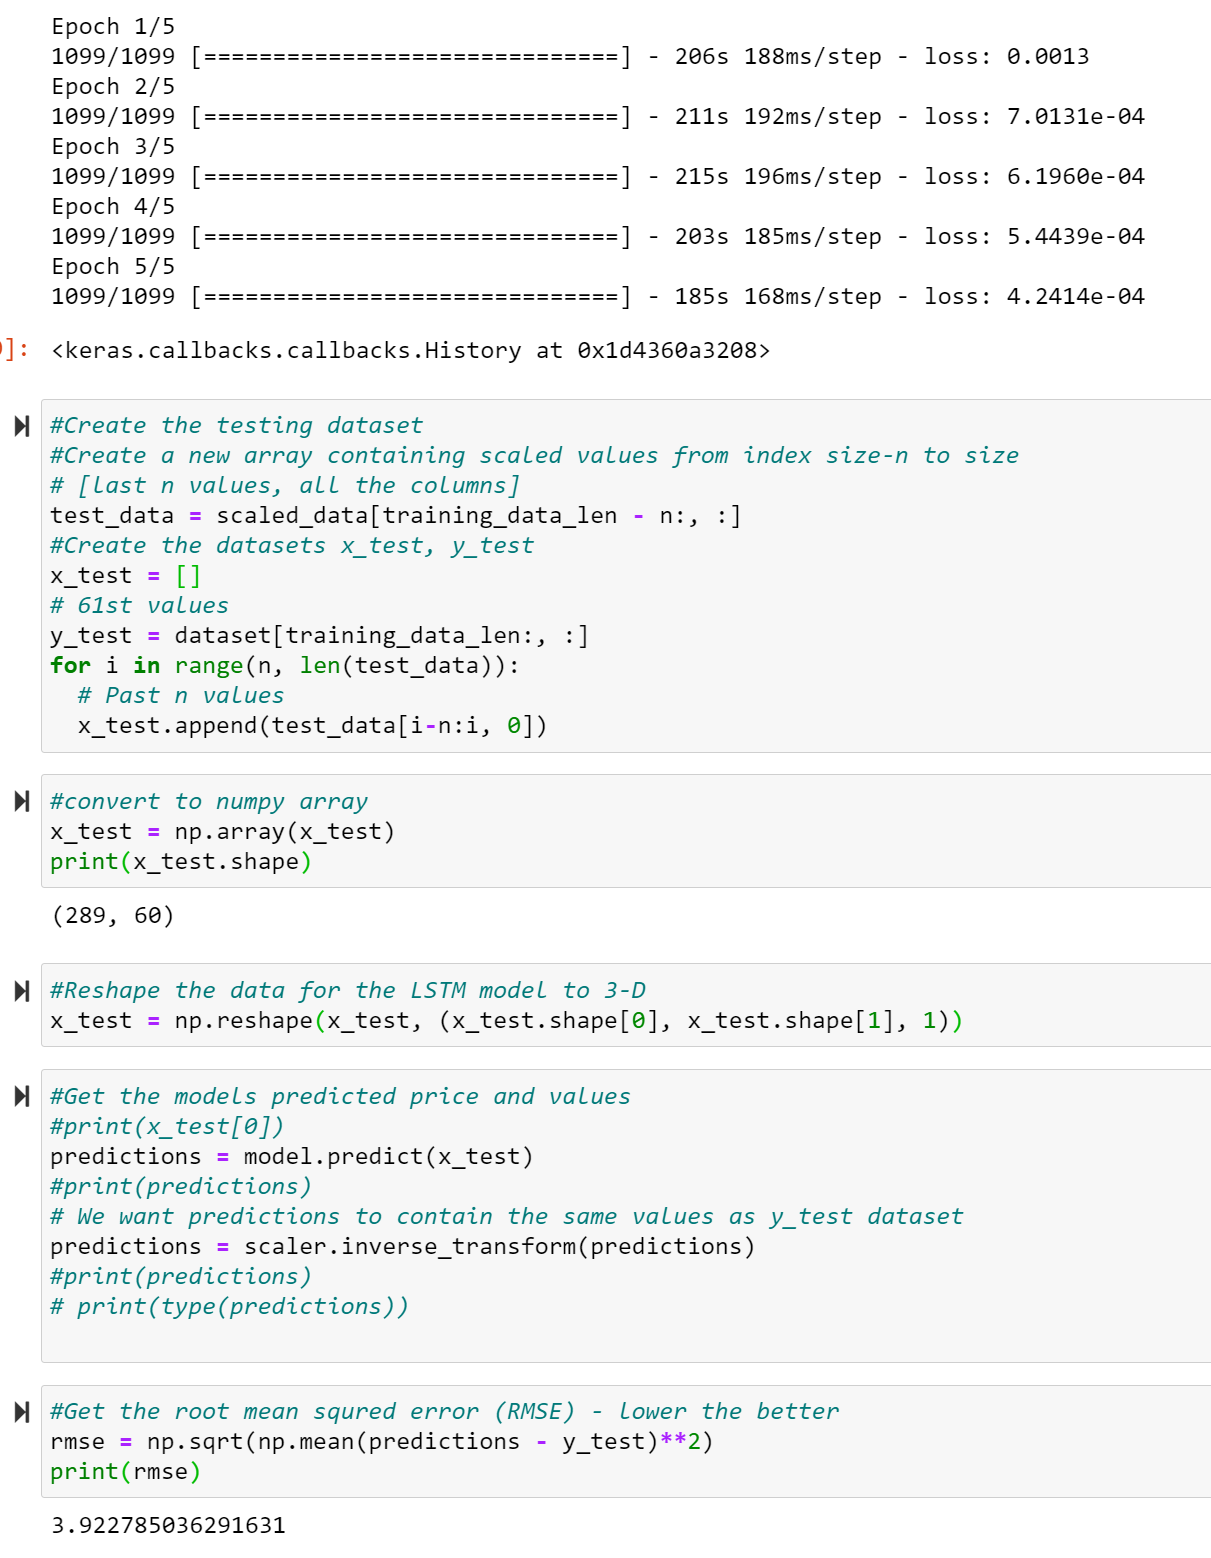 Epoch 1/5
1099/1099 [==============================] - 206s 188ms/step - loss: 0.0013
Epoch 2/5
1099/1099 [==============================] - 211s 192ms/step - loss: 7.0131e-04
Epoch 3/5
1099/1099 [==============================] - 215s 196ms/step - loss: 6.1960e-04
Epoch 4/5
1099/1099 [==============================] - 203s 185ms/step - loss: 5.4439e-04
Epoch 5/5
1099/1099 [==============================] - 185s 168ms/step - loss: 4.2414e-04
]: <keras.callbacks.callbacks.History at 0x1d4360a3208>
#Create the testing dataset
#Create a new array containing scaled values from index size-n to size
# [last n values, all the columns]
test_data = scaled_data[training_data_len - n:, :]
#Create the datasets x_test, y_test
x_test = []
# 61st values
y_test = dataset[training_data_len:, :]
for i in range(n, len(test_data)):
  # Past n values
  x_test.append(test_data[i-n:i, 0])
#convert to numpy array
x_test = np.array(x_test)
print(x_test.shape)
(289, 60)
#Reshape the data for the LSTM model to 3-D
x_test = np.reshape(x_test, (x_test.shape[0], x_test.shape[1], 1))
#Get the models predicted price and values
#print(x_test[0])
predictions = model.predict(x_test)
#print(predictions)
# We want predictions to contain the same values as y_test dataset
predictions = scaler.inverse_transform(predictions)
#print(predictions)
# print(type(predictions))
#Get the root mean squred error (RMSE) - lower the better
rmse = np.sqrt(np.mean(predictions - y_test)**2)
print(rmse)
3.922785036291631